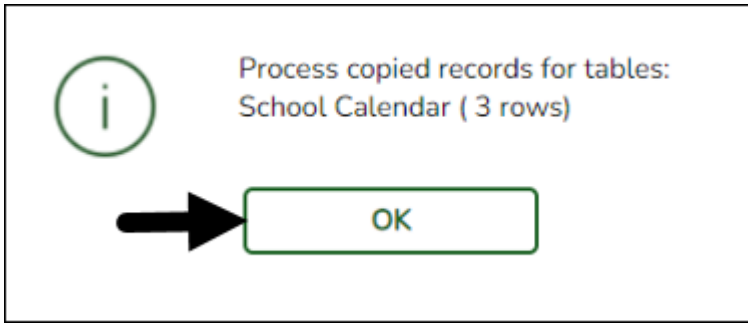 Process copied records for tables:
School Calendar ( 3 rows)
OK